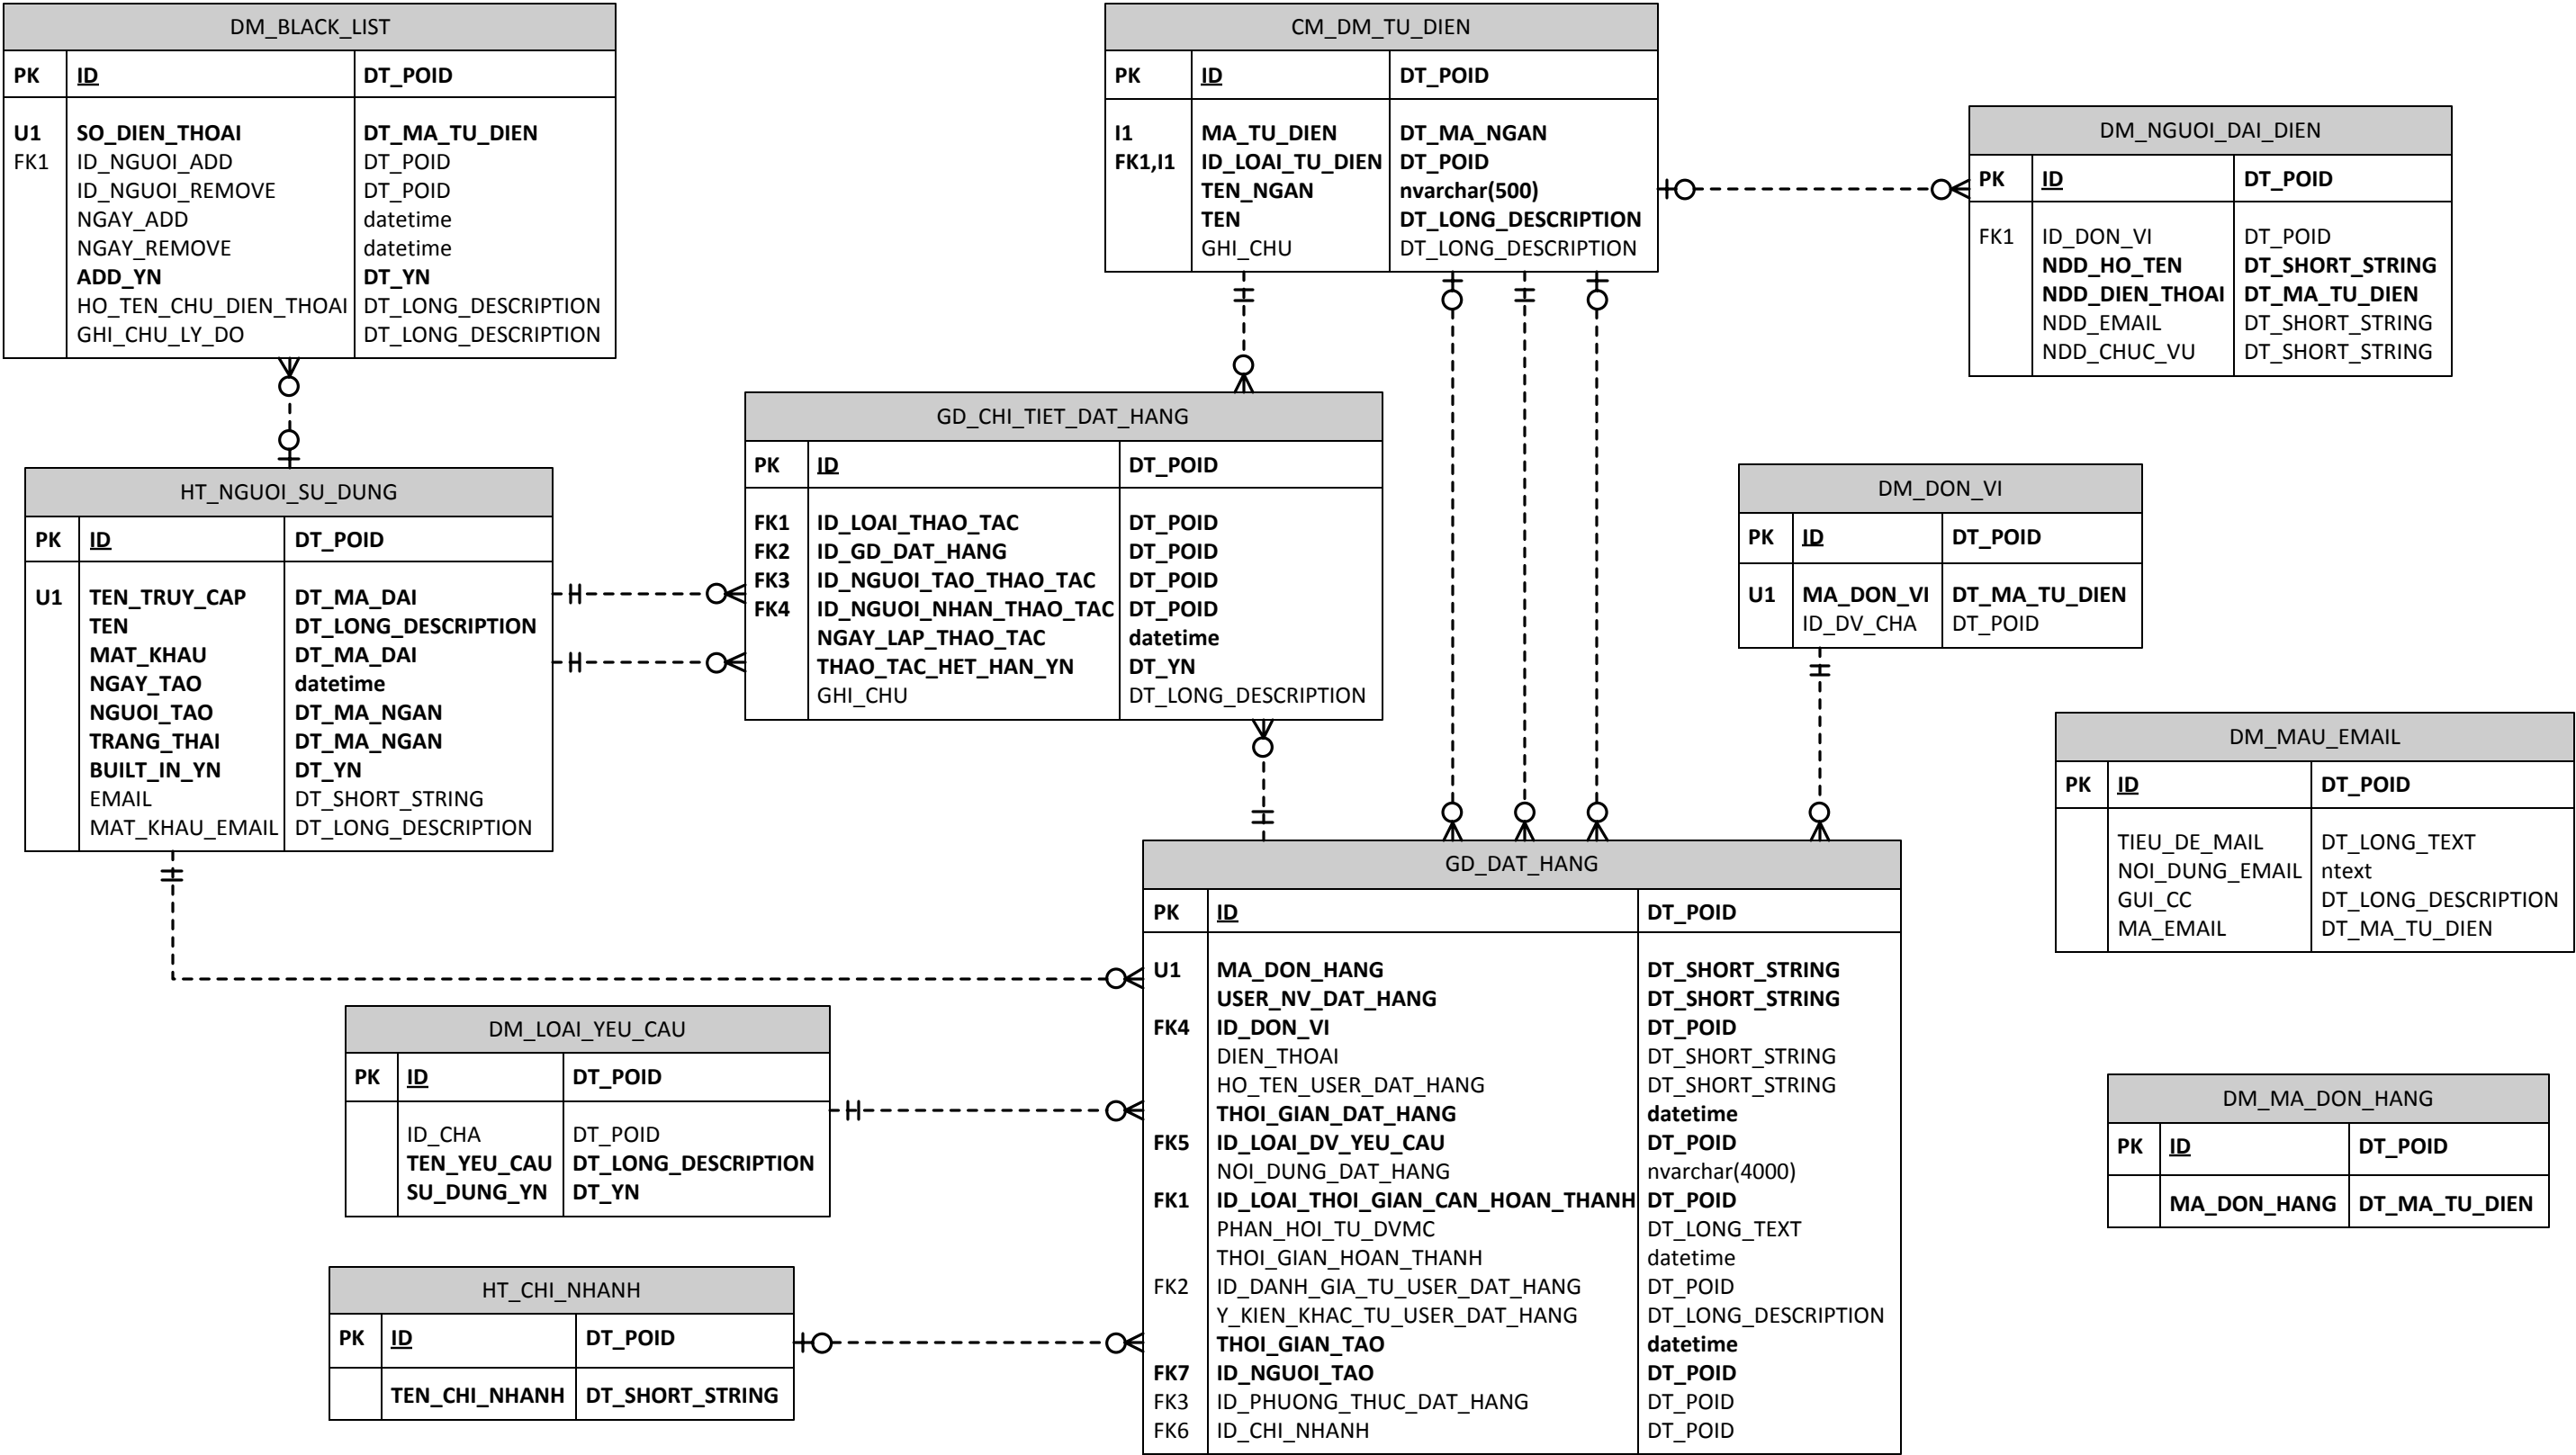 DM_BLACK_LIST
PK ID DT_POID
U1 SO_DIEN_THOAI DT_MA_TU_DIEN
FK1 ID_NGUOI_ADD DT_POID
ID_NGUOI_REMOVE DT_POID
NGAY_ADD datetime
NGAY_REMOVE datetime
ADD_YN DT_YN
HO_TEN_CHU_DIEN_THOAI DT_LONG_DESCRIPTION
GHI_CHU_LY_DO DT_LONG_DESCRIPTION
CM_DM_TU_DIEN
PK ID DT_POID
I1 MA_TU_DIEN DT_MA_NGAN
FK1,I1 ID_LOAI_TU_DIEN DT_POID
TEN_NGAN nvarchar(500)
TEN DT_LONG_DESCRIPTION
GHI_CHU DT_LONG_DESCRIPTION
DM_NGUOI_DAI_DIEN
PK ID DT_POID
FK1 ID_DON_VI DT_POID
NDD_HO_TEN DT_SHORT_STRING
NDD_DIEN_THOAI DT_MA_TU_DIEN
NDD_EMAIL DT_SHORT_STRING
NDD_CHUC_VU DT_SHORT_STRING
GD_CHI_TIET_DAT_HANG
PK ID DT_POID
FK1 ID_LOAI_THAO_TAC DT_POID
FK2 ID_GD_DAT_HANG DT_POID
FK3 ID_NGUOI_TAO_THAO_TAC DT_POID
FK4 ID_NGUOI_NHAN_THAO_TAC DT_POID
NGAY_LAP_THAO_TAC datetime
THAO_TAC_HET_HAN_YN DT_YN
GHI_CHU DT_LONG_DESCRIPTION
HT_NGUOI_SU_DUNG
PK ID DT_POID
U1 TEN_TRUY_CAP DT_MA_DAI
TEN DT_LONG_DESCRIPTION
MAT_KHAU DT_MA_DAI
NGAY_TAO datetime
NGUOI_TAO DT_MA_NGAN
TRANG_THAI DT_MA_NGAN
BUILT_IN_YN DT_YN
EMAIL DT_SHORT_STRING
MAT_KHAU_EMAIL DT_LONG_DESCRIPTION
DM_DON_VI
PK ID DT_POID
U1 MA_DON_VI DT_MA_TU_DIEN
ID_DV_CHA DT_POID
DM_MAU_EMAIL
PK ID DT_POID
TIEU_DE_MAIL DT_LONG_TEXT
NOI_DUNG_EMAIL ntext
GUI_CC DT_LONG_DESCRIPTION
MA_EMAIL DT_MA_TU_DIEN
GD_DAT_HANG
PK ID DT_POID
U1 MA_DON_HANG DT_SHORT_STRING
USER_NV_DAT_HANG DT_SHORT_STRING
FK4 ID_DON_VI DT_POID
DIEN_THOAI DT_SHORT_STRING
HO_TEN_USER_DAT_HANG DT_SHORT_STRING
THOI_GIAN_DAT_HANG datetime
FK5 ID_LOAI_DV_YEU_CAU DT_POID
NOI_DUNG_DAT_HANG nvarchar(4000)
FK1 ID_LOAI_THOI_GIAN_CAN_HOAN_THANH DT_POID
PHAN_HOI_TU_DVMC DT_LONG_TEXT
THOI_GIAN_HOAN_THANH datetime
FK2 ID_DANH_GIA_TU_USER_DAT_HANG DT_POID
Y_KIEN_KHAC_TU_USER_DAT_HANG DT_LONG_DESCRIPTION
THOI_GIAN_TAO datetime
FK7 ID_NGUOI_TAO DT_POID
FK3 ID_PHUONG_THUC_DAT_HANG DT_POID
FK6 ID_CHI_NHANH DT_POID
DM_LOAI_YEU_CAU
PK ID DT_POID
ID_CHA DT_POID
TEN_YEU_CAU DT_LONG_DESCRIPTION
SU_DUNG_YN DT_YN
DM_MA_DON_HANG
PK ID DT_POID
MA_DON_HANG DT_MA_TU_DIEN
HT_CHI_NHANH
PK ID DT_POID
TEN_CHI_NHANH DT_SHORT_STRING